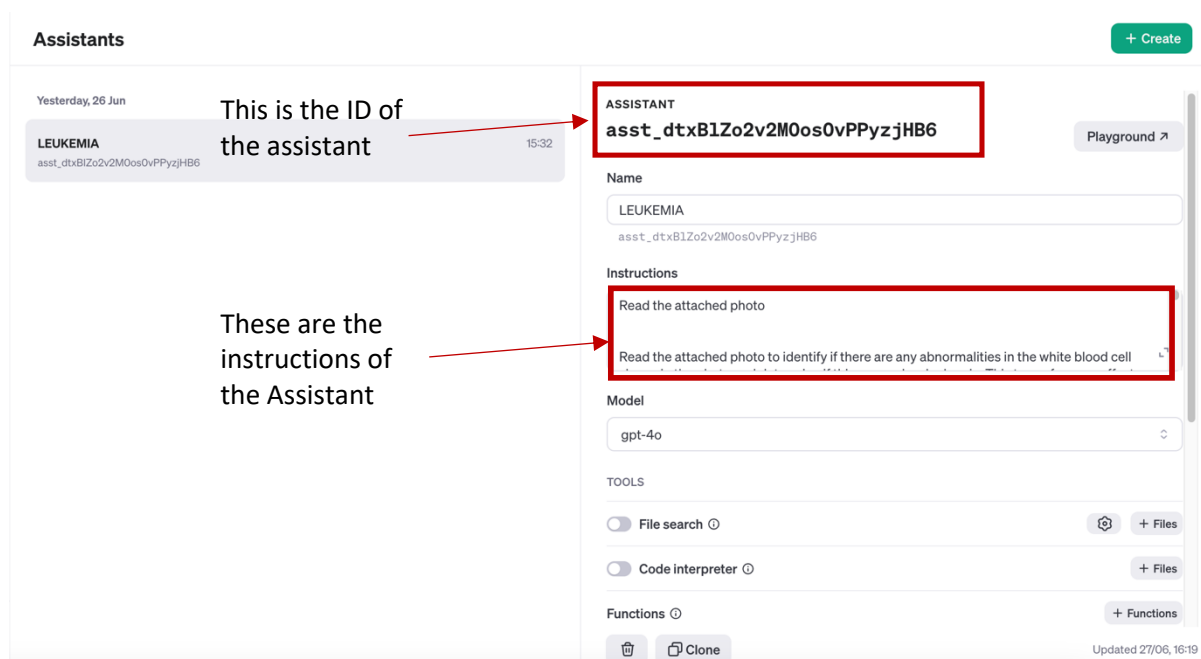 Assistants
+ Create
Yesterday, 26 Jun
LEUKEMIA
15:32
asst_dtxBlZo2v2MOosOvPPyzjHB6
This is the ID of
the assistant
These are the
instructions of
the Assistant
ASSISTANT
asst_dtxBlZo2v2MOosOvPPyzjHB6
Playground ↗
Name
LEUKEMIA
asst_dtxBlZo2v2MOosOvPPyzjHB6
Instructions
Read the attached photo
Read the attached photo to identify if there are any abnormalities in the white blood cell
Model
gpt-4o
TOOLS
File search
+ Files
Code interpreter
+ Files
Functions
+ Functions
Clone
Updated 27/06, 16:19